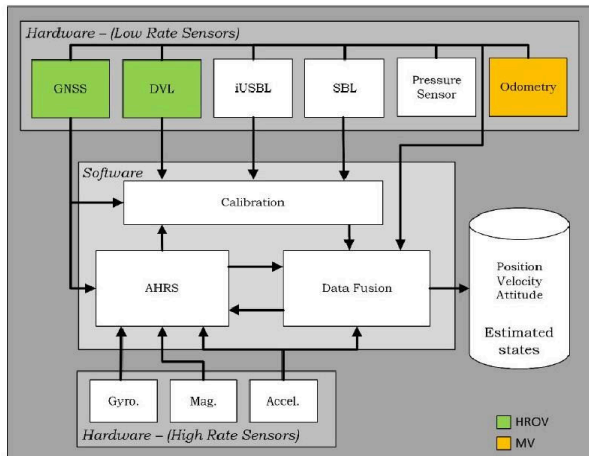 Hardware – (Low Rate Sensors)
GNSS
DVL
iUSBL
SBL
Pressure
Sensor
Odometry
Software
Calibration
AHRS
Data Fusion
Position
Velocity
Attitude
Estimated
states
Gyro.
Mag.
Accel.
Hardware – (High Rate Sensors)
HROV
MV